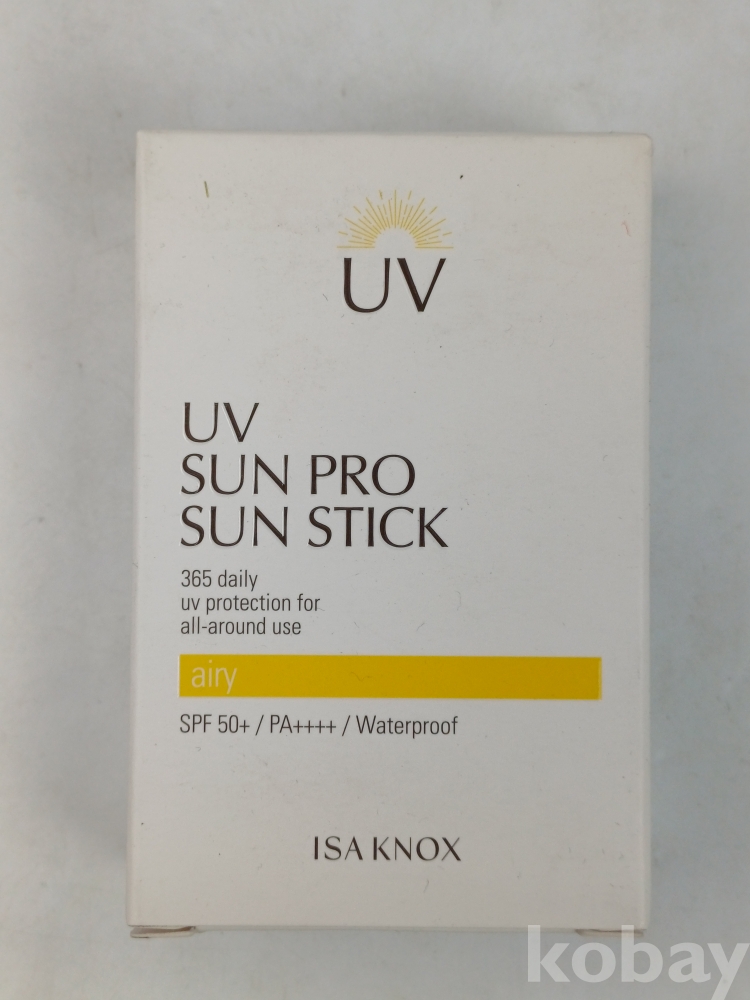 UV
UV
SUN PRO
SUN STICK
365 daily
uv protection for
all-around use
airy
SPF 50+ / PA++++ / Waterproof
ISA KNOX
kobay